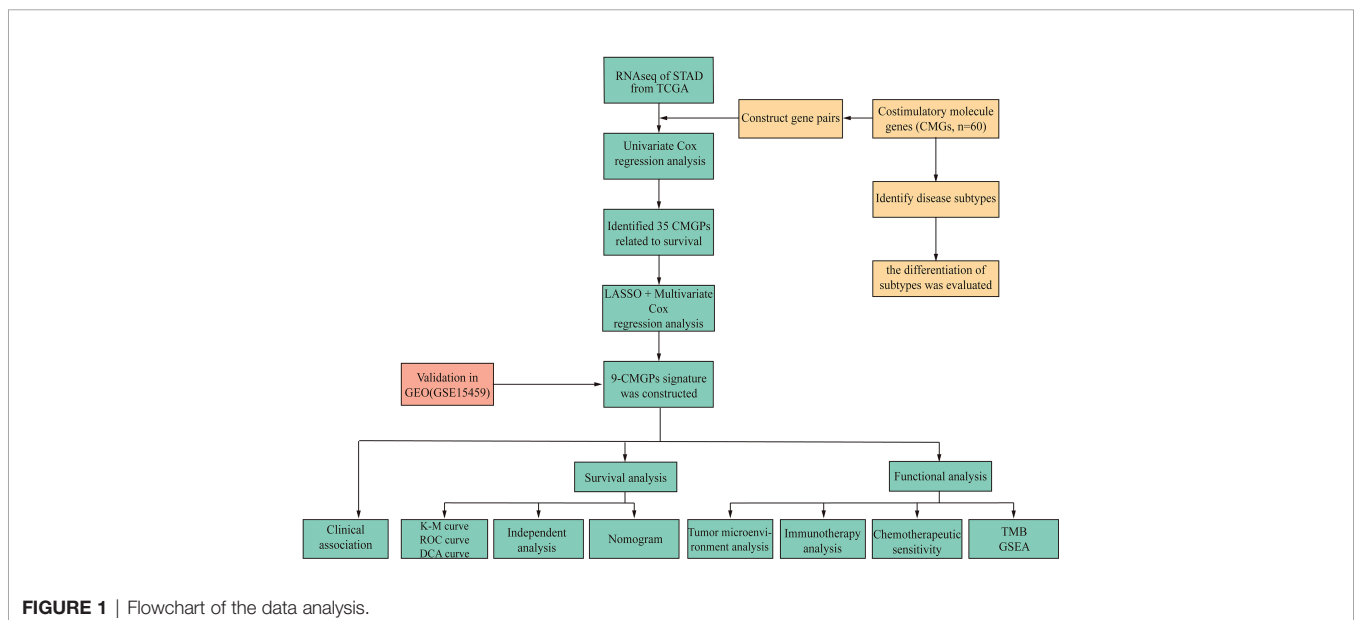 RNAseq of STAD
from TCGA
Construct gene pairs
Costimulatory molecule
genes (CMGs, n=60)
Univariate Cox
regression analysis
Identify disease subtypes
Identified 35 CMGPs
related to survival
the differentiation of
subtypes was evaluated
LASSO + Multivariate
Cox
regression analysis
Validation in
GEO(GSE15459)
9-CMGPs signature
was constructed
Survival analysis
Functional analysis
Clinical
association
K-M curve
ROC curve
DCA curve
Independent
analysis
Nomogram
Tumor microenvi-
ronment analysis
Immunotherapy
analysis
Chemotherapeutic
sensitivity
TMB
GSEA
FIGURE 1 | Flowchart of the data analysis.